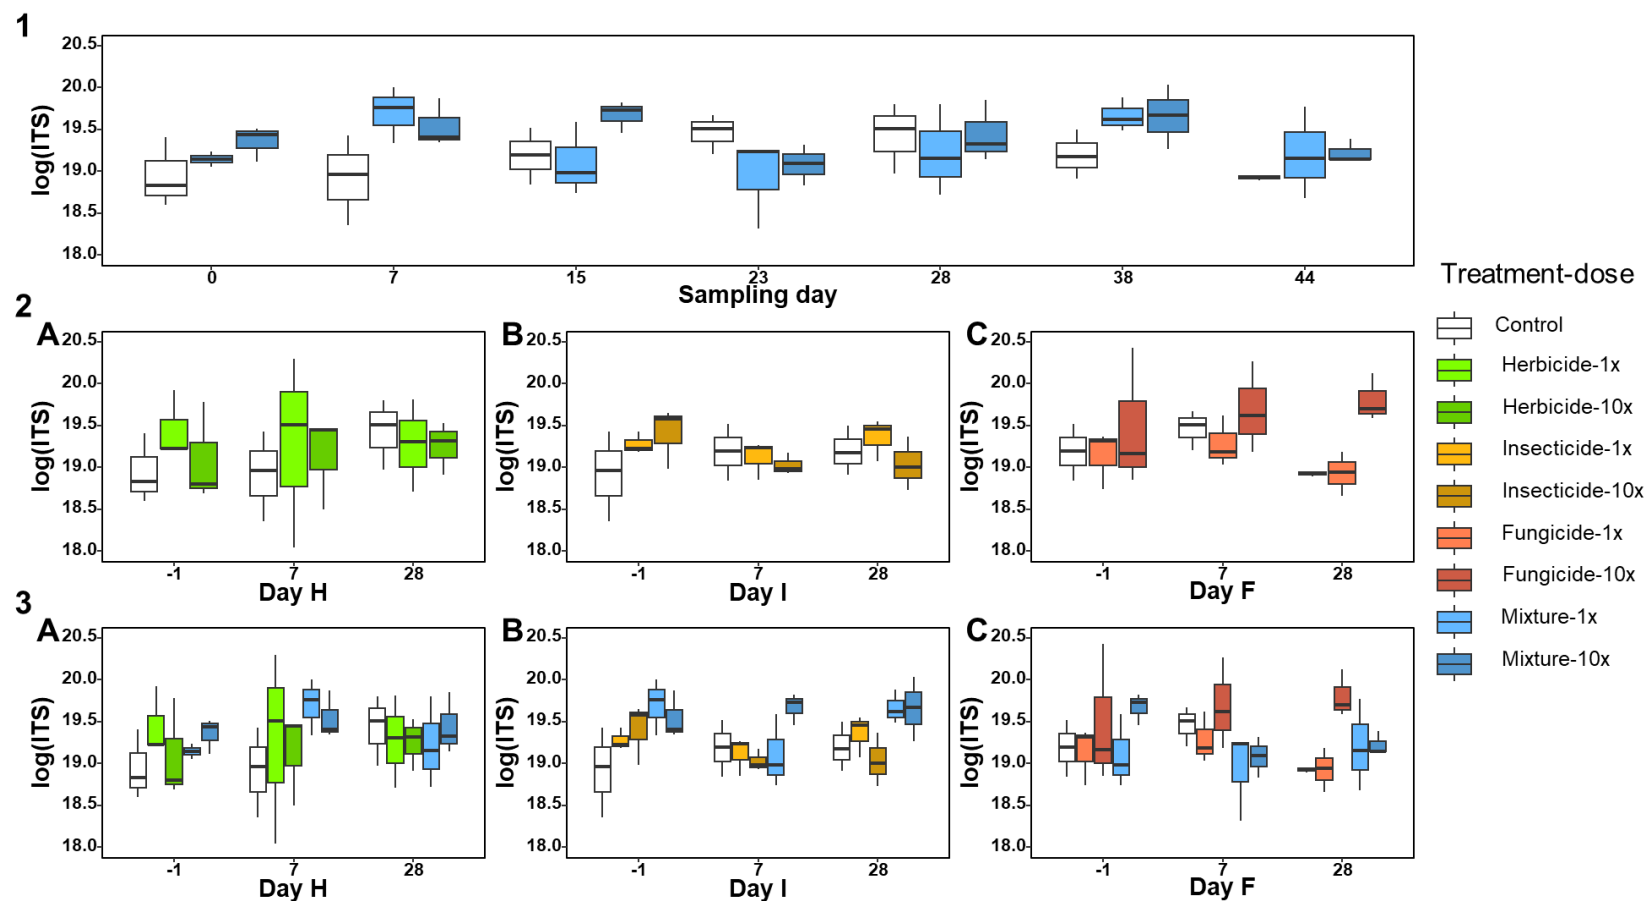 1
20.5
20.0
19.5
19.0
18.5
18.0
log(ITS)
0 7 15 23 28 38 44
Sampling day
2
A
20.5
20.0
19.5
19.0
18.5
18.0
log(ITS)
-1 7 28
Day H
B
20.5
20.0
19.5
19.0
18.5
18.0
log(ITS)
-1 7 28
Day I
C
20.5
20.0
19.5
19.0
18.5
18.0
log(ITS)
-1 7 28
Day F
3
A
20.5
20.0
19.5
19.0
18.5
18.0
log(ITS)
-1 7 28
Day H
B
20.5
20.0
19.5
19.0
18.5
18.0
log(ITS)
-1 7 28
Day I
C
20.5
20.0
19.5
19.0
18.5
18.0
log(ITS)
-1 7 28
Day F
Treatment-dose
Control
Herbicide-1x
Herbicide-10x
Insecticide-1x
Insecticide-10x
Fungicide-1x
Fungicide-10x
Mixture-1x
Mixture-10x